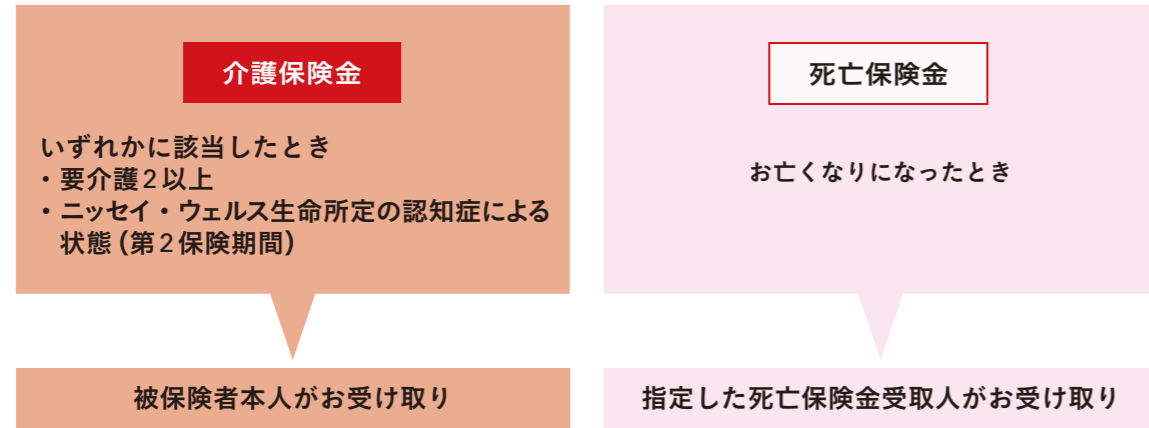 介護保険金
いずれかに該当したとき
・要介護2以上
・ニッセイ・ウェルス生命所定の認知症による
状態(第2保険期間)
被保険者本人がお受け取り
死亡保険金
お亡くなりになったとき
指定した死亡保険金受取人がお受け取り